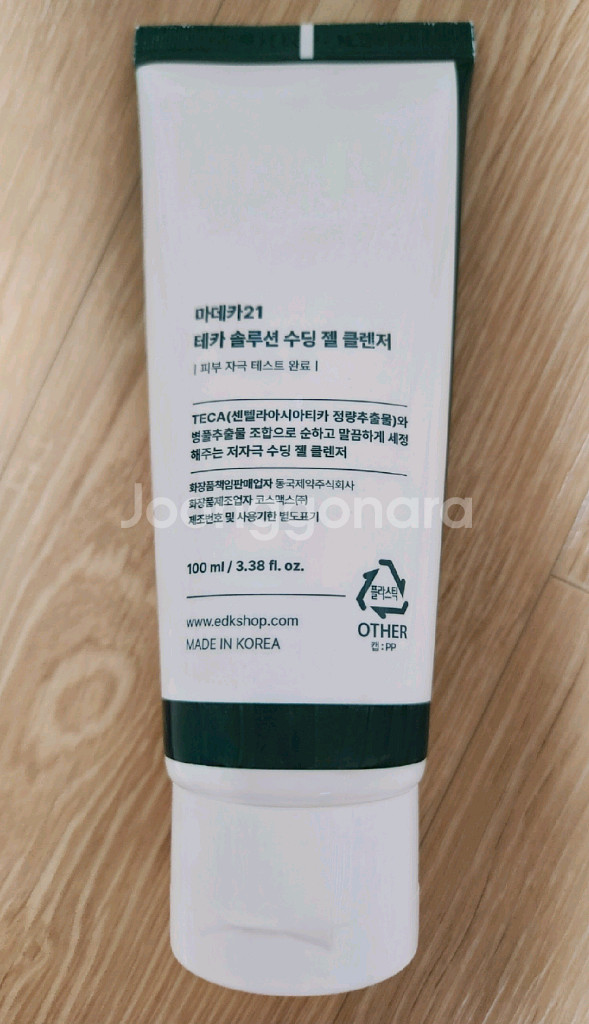 마데카21
테카 솔루션 수딩 젤 클렌저
| 피부 자극 테스트 완료 |
TECA(센텔라아시아티카 정량추출물)와
병풀추출물 조합으로 순하고 말끔하게 세정
해주는 저자극 수딩 젤 클렌저
화장품책임판매업자 동국제약주식회사
화장품제조업자 코스맥스㈜
Joonggonara
제조번호 및 사용기한 별도표기
100 ml / 3.38 fl. oz.
플라스틱
www.edkshop.com
OTHER
MADE IN KOREA
캡 : PP